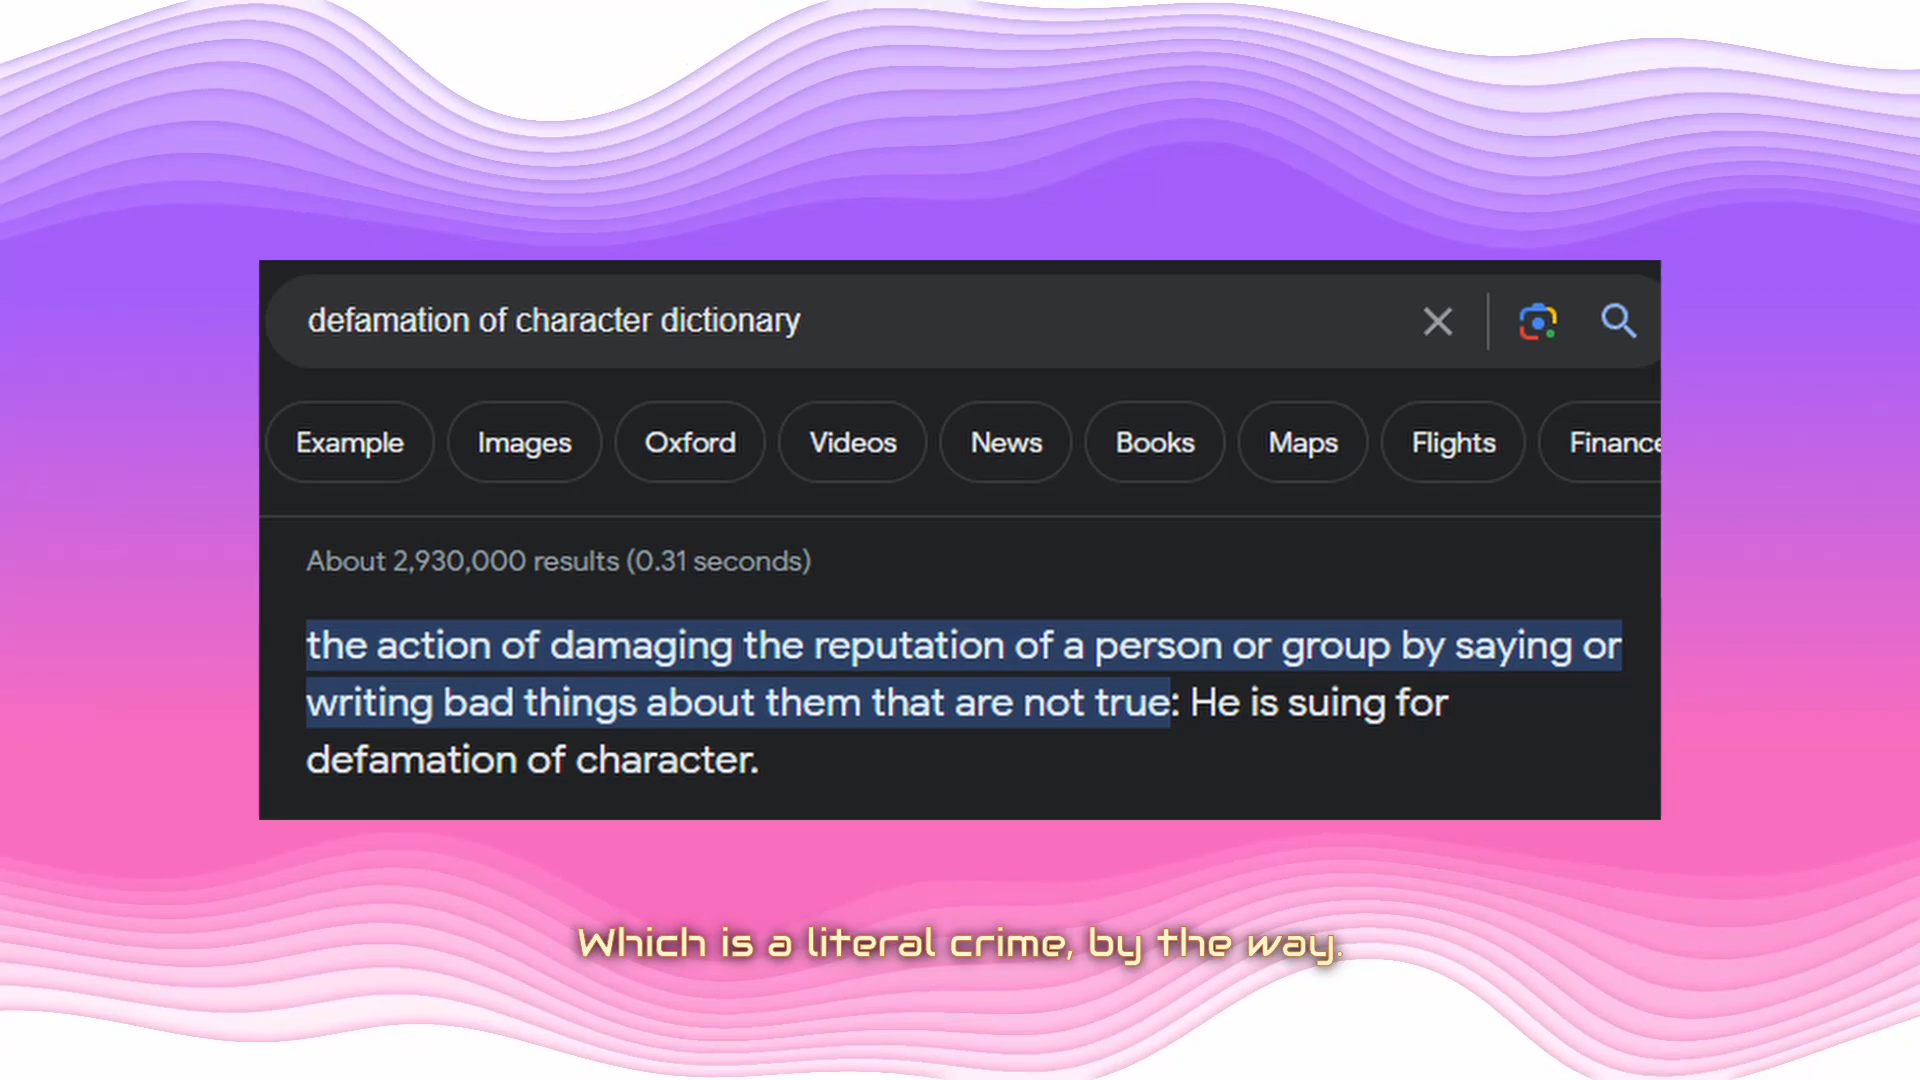 defamation of character dictionary
Example Images Oxford Videos News Books Maps Flights Finance
About 2,930,000 results (0.31 seconds)
the action of damaging the reputation of a person or group by saying or
writing bad things about them that are not true: He is suing for
defamation of character.
Which is a literal crime, by the way.